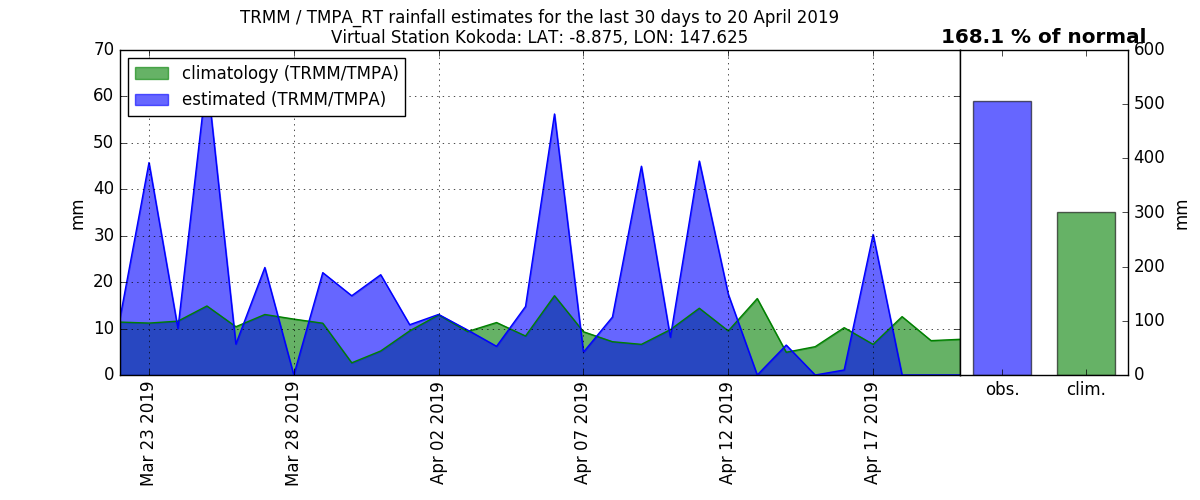 TRMM / TMPA_RT rainfall estimates for the last 30 days to 20 April 2019
Virtual Station Kokoda: LAT: -8.875, LON: 147.625
168.1 % of normal
climatology (TRMM/TMPA)
estimated (TRMM/TMPA)
mm
70
60
50
40
30
20
10
0
Mar 23 2019
Mar 28 2019
Apr 02 2019
Apr 07 2019
Apr 12 2019
Apr 17 2019
600
500
400
300
200
100
0
mm
obs.
clim.